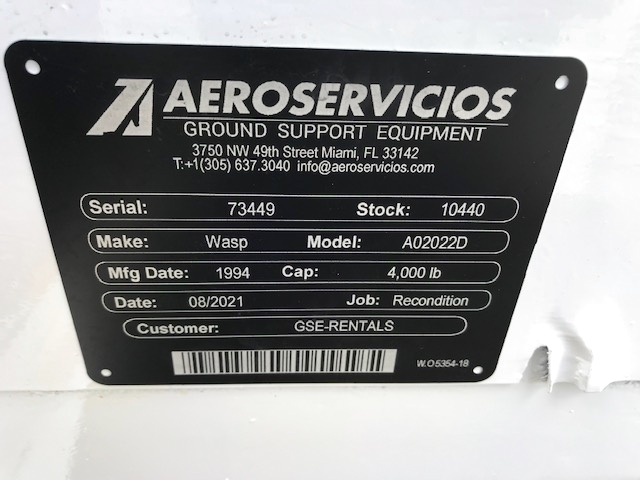 AEROSERVICIOS
GROUND SUPPORT EQUIPMENT
3750 NW 49th Street Miami, FL 33142
T:+1(305) 637.3040 info@aeroservicios.com
Serial: 73449 Stock: 10440
Make: Wasp Model: A02022D
Mfg Date: 1994 Cap: 4,000 lb
Date: 08/2021 Job: Recondition
Customer: GSE-RENTALS
W.O5354-18